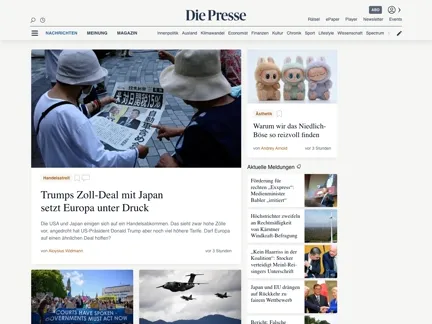 Die Presse
ABO
Rätsel ePaper Player Newsletter Events
NACHRICHTEN MEINUNG MAGAZIN
Innenpolitik Ausland Klimawandel Economist Finanzen Kultur Chronik Sport Lifestyle Wissenschaft Spectrum
Handelsstreit
Trumps Zoll-Deal mit Japan
setzt Europa unter Druck
Die USA und Japan einigen sich auf ein Handelsabkommen. Das sieht zwar hohe Zölle
vor, angedroht hat US-Präsident Donald Trump aber noch viel höhere Tarife. Darf Europa
auf einen ähnlichen Deal hoffen?
von Aloysius Widmann
vor 3 Stunden
COURTS HAVE SPOKEN
GOVERNMENTS MUST ACT NOW
Ästhetik
Warum wir das Niedlich-
Böse so reizvoll finden
von Andrey Arnold
vor 3 Stunden
Aktuelle Meldungen
Förderung für
rechten „Exxpress“:
Medienminister
Babler „irritiert“
Höchstrichter zweifeln
an Rechtmäßigkeit
von Kärntner
Windkraft-Befragung
„Kein Haarriss in der
Koalition“: Stocker
verteidigt Meinl-Rei-
singers Unterschrift
Japan und EU drängen
auf Rückkehr zu
fairem Wettbewerb
Bericht: Falsche